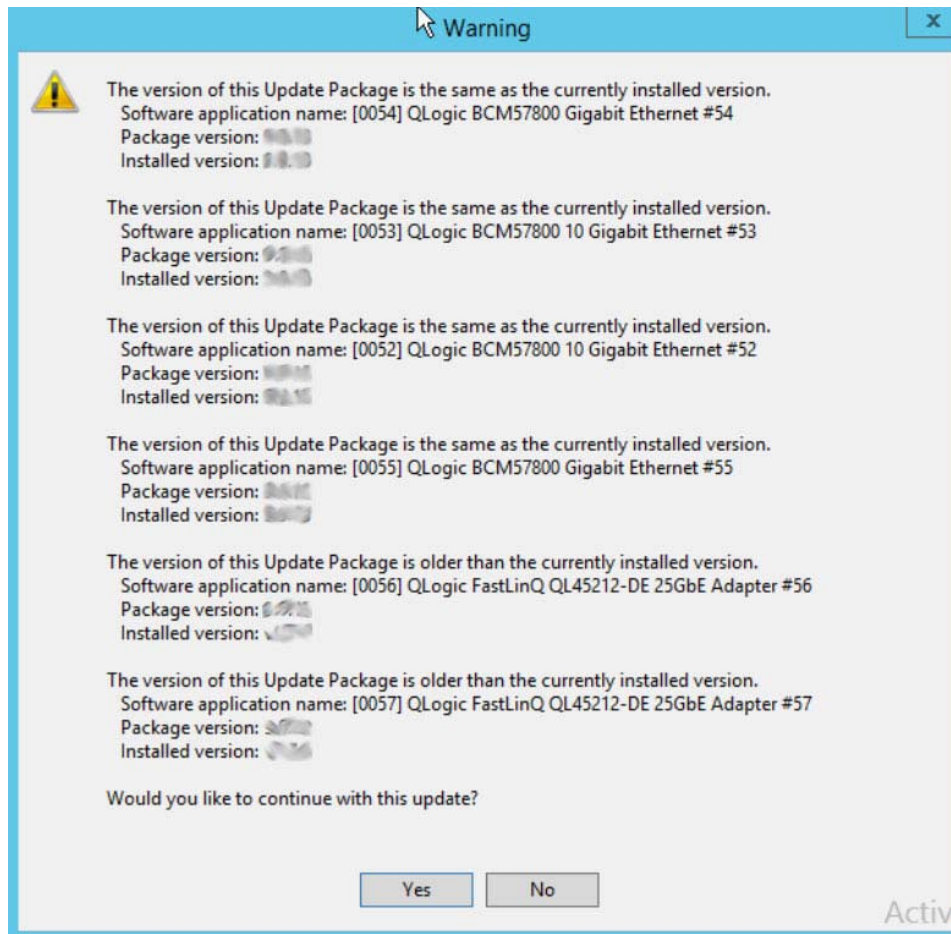 Warning
x
The version of this Update Package is the same as the currently installed version.
Software application name: [0054] QLogic BCM57800 Gigabit Ethernet #54
Package version:
Installed version:
The version of this Update Package is the same as the currently installed version.
Software application name: [0053] QLogic BCM57800 10 Gigabit Ethernet #53
Package version:
Installed version:
The version of this Update Package is the same as the currently installed version.
Software application name: [0052] QLogic BCM57800 10 Gigabit Ethernet #52
Package version:
Installed version:
The version of this Update Package is the same as the currently installed version.
Software application name: [0055] QLogic BCM57800 Gigabit Ethernet #55
Package version:
Installed version:
The version of this Update Package is older than the currently installed version.
Software application name: [0056] QLogic FastLinQ QL45212-DE 25GbE Adapter #56
Package version:
Installed version:
The version of this Update Package is older than the currently installed version.
Software application name: [0057] QLogic FastLinQ QL45212-DE 25GbE Adapter #57
Package version:
Installed version:
Would you like to continue with this update?
Yes No
Activ